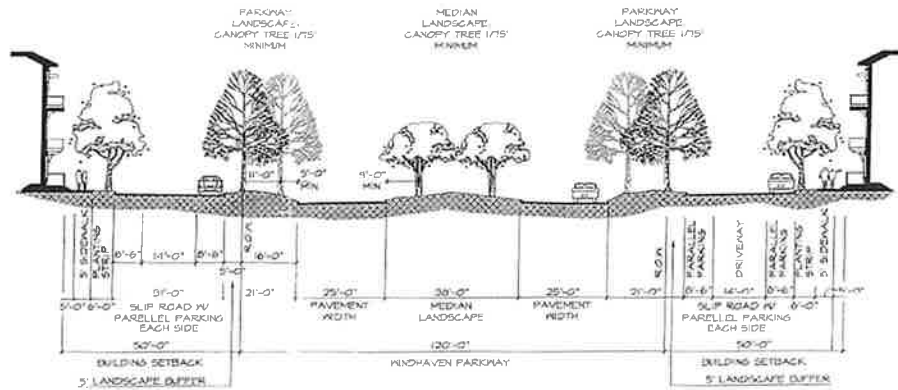 PARKWAY
LANDSCAPE:
CANOPY TREE 1/75'
MINIMUM
MEDIAN
LANDSCAPE:
CANOPY TREE 1/75'
MINIMUM
PARKWAY
LANDSCAPE:
CANOPY TREE 1/75'
MINIMUM
11'-0"
5'-0"
MIN
9'-0"
MIN
5' SIDEWALK
PLANTING
STRIP
8'-6"
14'-0"
8'-6"
5'-0"
R.O.W
16'-0"
R.O.W
PARALLEL
PARKING
DRIVEWAY
PARALLEL
PARKING
PLANTING
STRIP
5' SIDEWALK
5'-0"
6'-0"
31'-0"
21'-0"
25'-0"
38'-0"
25'-0"
21'-0"
8'-6"
14'-0"
8'-6"
6'-0"
SLIP ROAD W/
PARELLEL PARKING
EACH SIDE
PAVEMENT
WIDTH
MEDIAN
LANDSCAPE
PAVEMENT
WIDTH
SLIP ROAD W/
PARELLEL PARKING
EACH SIDE
50'-0"
120'-0"
50'-0"
BUILDING SETBACK
WINDHAVEN PARKWAY
BUILDING SETBACK
5' LANDSCAPE BUFFER
5' LANDSCAPE BUFFER